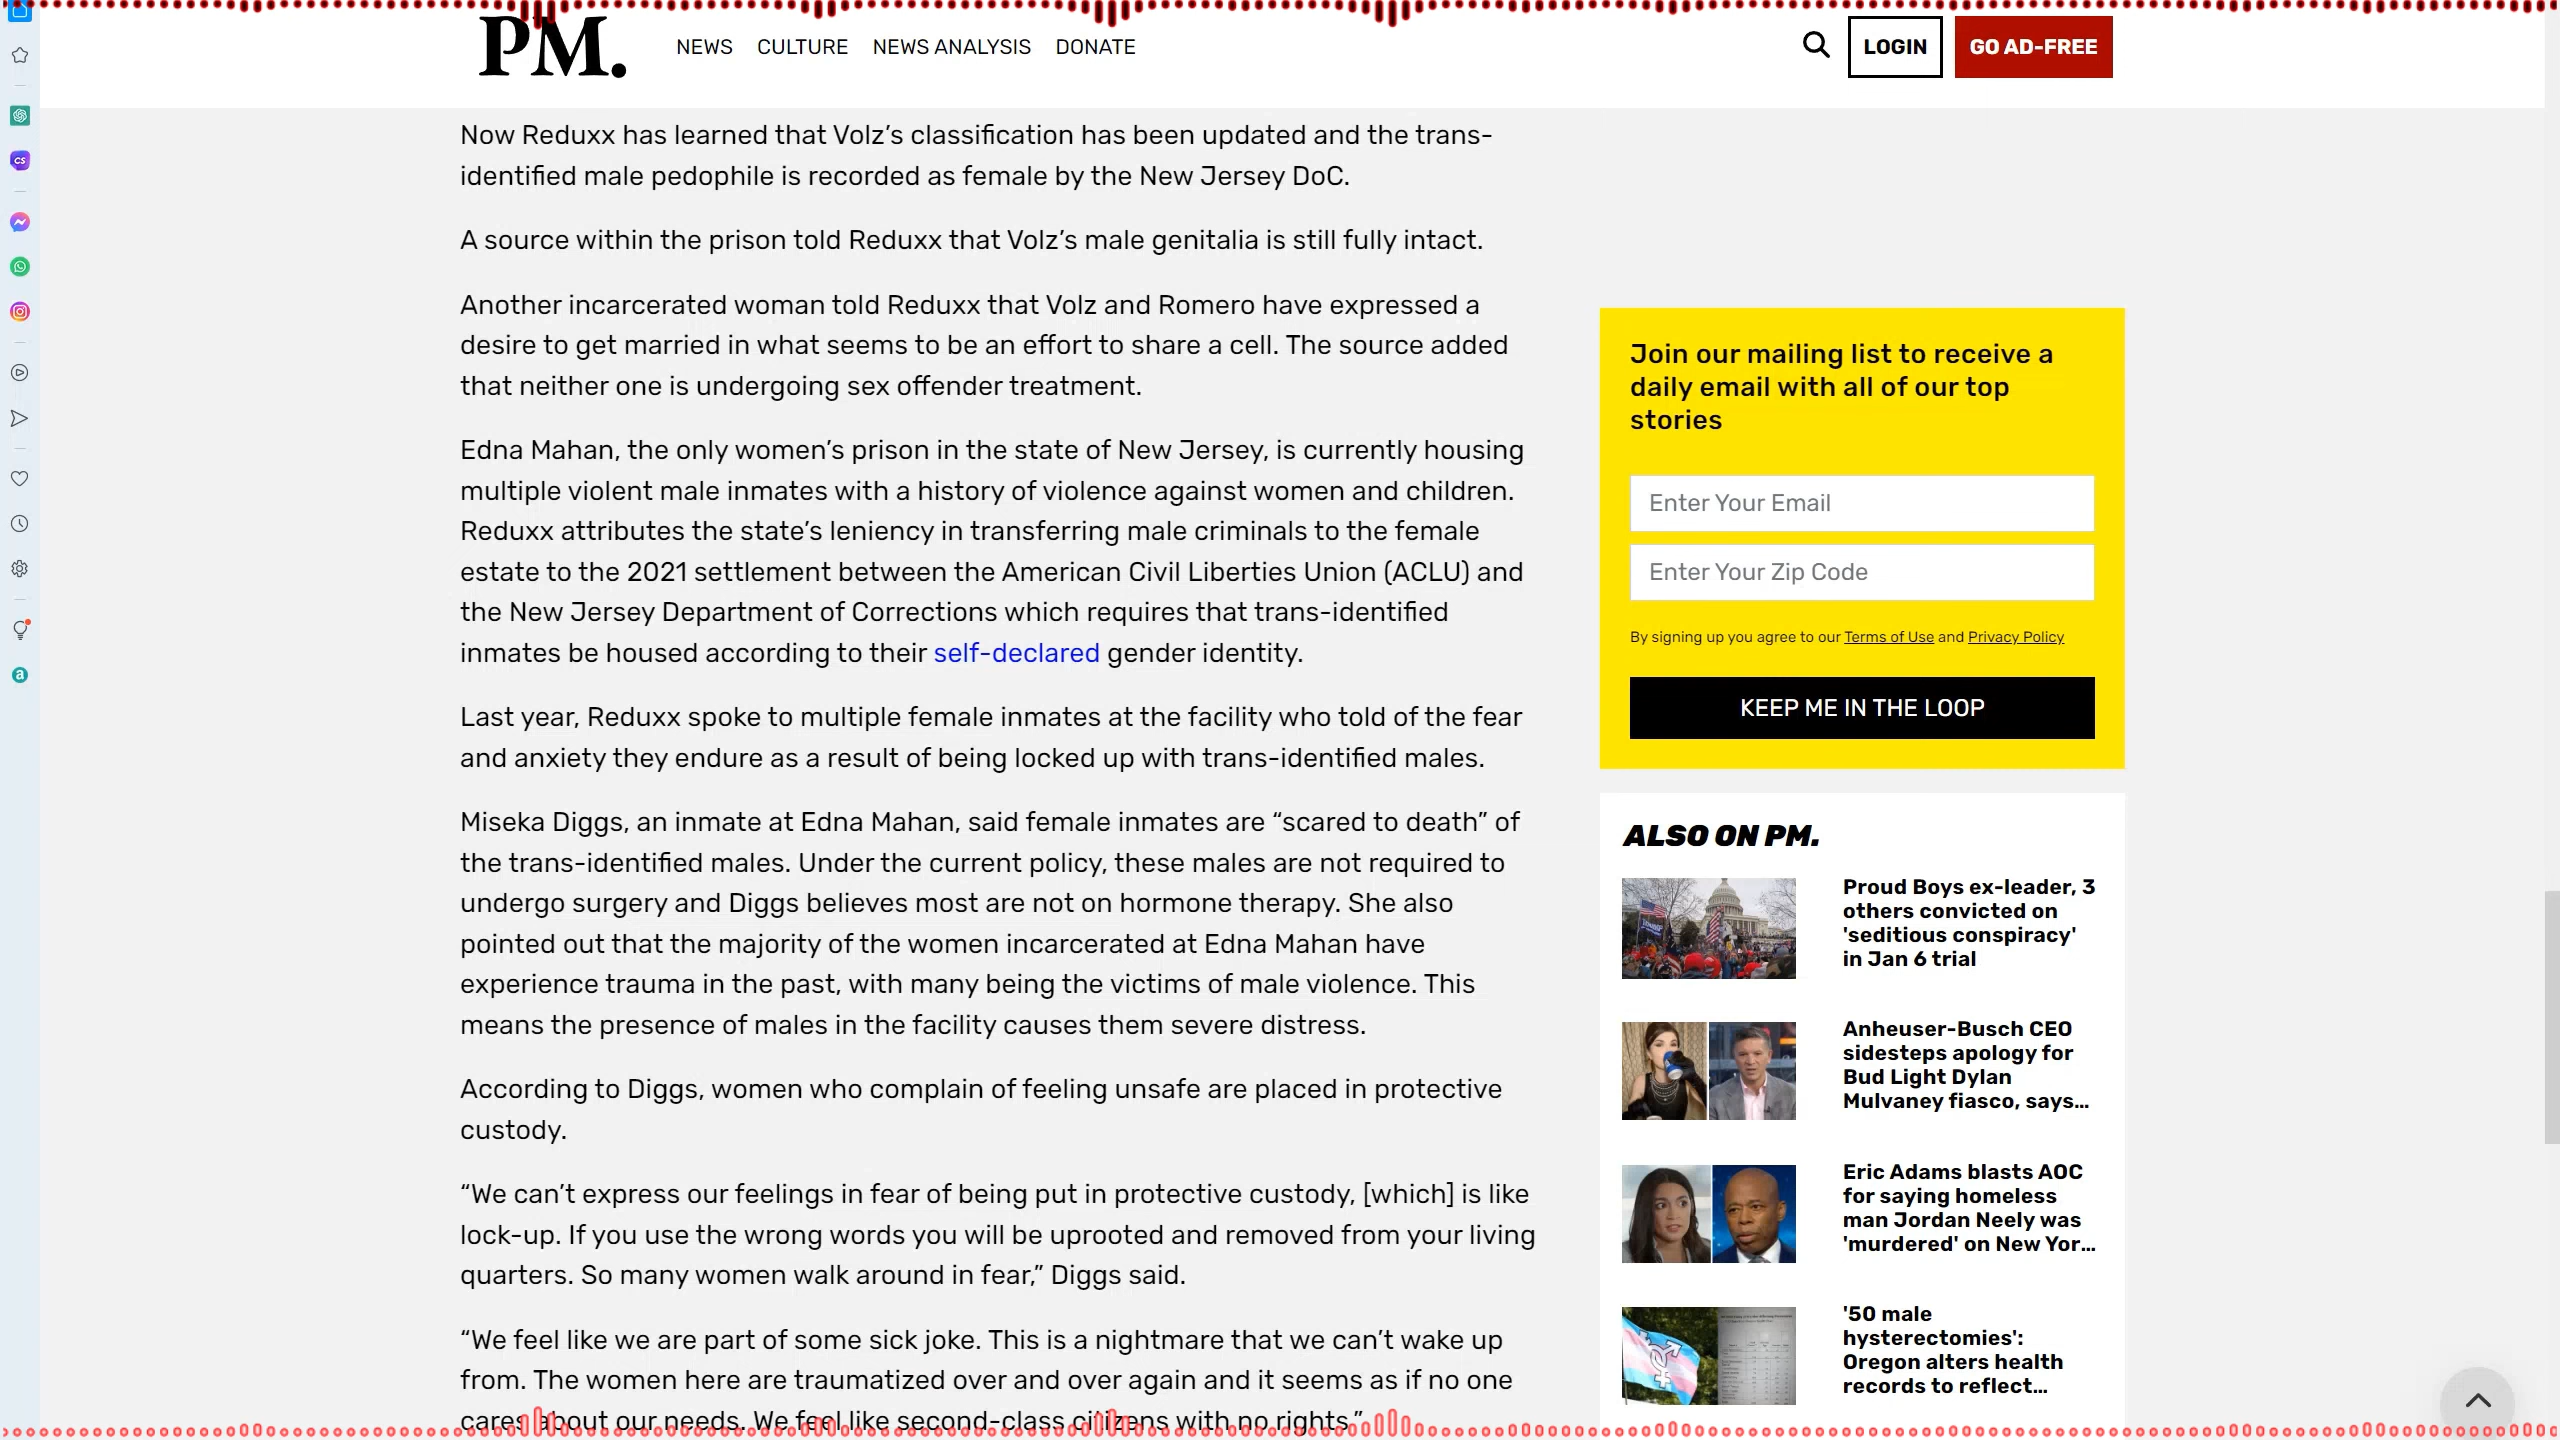 PM.
NEWS CULTURE NEWS ANALYSIS DONATE
LOGIN
GO AD-FREE
Now Reduxx has learned that Volz’s classification has been updated and the trans-
identified male pedophile is recorded as female by the New Jersey DoC.
A source within the prison told Reduxx that Volz’s male genitalia is still fully intact.
Another incarcerated woman told Reduxx that Volz and Romero have expressed a
desire to get married in what seems to be an effort to share a cell. The source added
that neither one is undergoing sex offender treatment.
Edna Mahan, the only women’s prison in the state of New Jersey, is currently housing
multiple violent male inmates with a history of violence against women and children.
Reduxx attributes the state’s leniency in transferring male criminals to the female
estate to the 2021 settlement between the American Civil Liberties Union (ACLU) and
the New Jersey Department of Corrections which requires that trans-identified
inmates be housed according to their self-declared gender identity.
Last year, Reduxx spoke to multiple female inmates at the facility who told of the fear
and anxiety they endure as a result of being locked up with trans-identified males.
Miseka Diggs, an inmate at Edna Mahan, said female inmates are “scared to death” of
the trans-identified males. Under the current policy, these males are not required to
undergo surgery and Diggs believes most are not on hormone therapy. She also
pointed out that the majority of the women incarcerated at Edna Mahan have
experience trauma in the past, with many being the victims of male violence. This
means the presence of males in the facility causes them severe distress.
According to Diggs, women who complain of feeling unsafe are placed in protective
custody.
“We can’t express our feelings in fear of being put in protective custody, [which] is like
lock-up. If you use the wrong words you will be uprooted and removed from your living
quarters. So many women walk around in fear,” Diggs said.
“We feel like we are part of some sick joke. This is a nightmare that we can’t wake up
from. The women here are traumatized over and over again and it seems as if no one
cares about our needs. We feel like second-class citizens with no rights.”
Join our mailing list to receive a
daily email with all of our top
stories
Enter Your Email
Enter Your Zip Code
By signing up you agree to our Terms of Use and Privacy Policy
KEEP ME IN THE LOOP
ALSO ON PM.
Proud Boys ex-leader, 3
others convicted on
'seditious conspiracy'
in Jan 6 trial
Anheuser-Busch CEO
sidesteps apology for
Bud Light Dylan
Mulvaney fiasco, says...
Eric Adams blasts AOC
for saying homeless
man Jordan Neely was
'murdered' on New Yor...
'50 male
hysterectomies':
Oregon alters health
records to reflect...